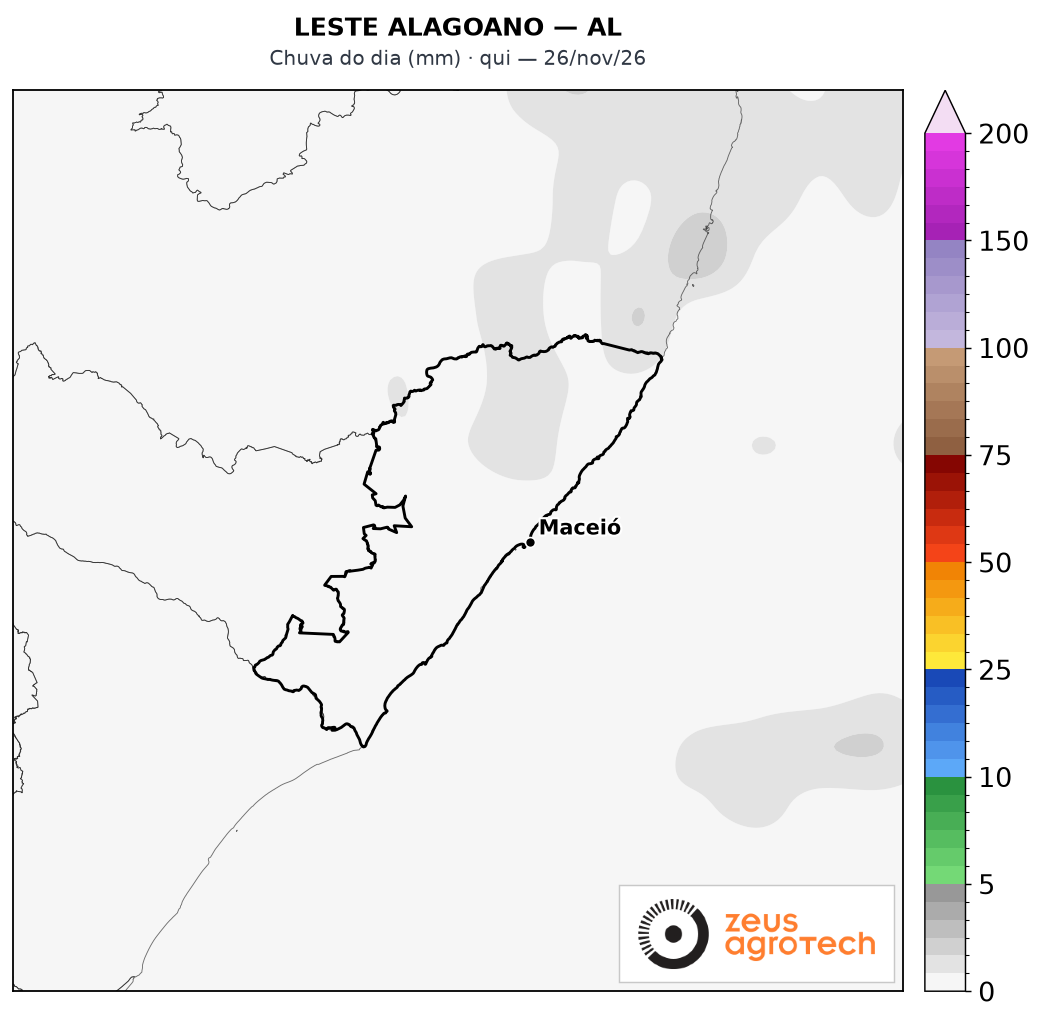 LESTE ALAGOANO — AL
Chuva do dia (mm) · qui — 26/nov/26
200
150
100
75
50
25
10
5
0
Maceió
zeus
agrotech